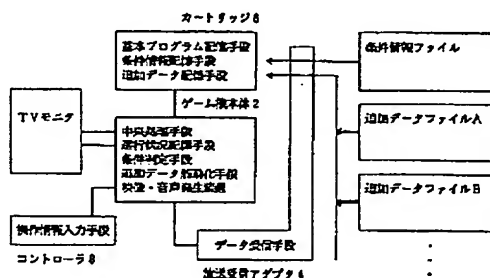 カートリッジ6
基本プログラム記憶手段
条件情報記憶手段
追加データ記憶手段
ゲーム機本体2
TVモニタ
中央処理手段
進行状況記憶手段
条件判定手段
追加データ有効化手段
映像・音声発生手段
操作情報入力手段
コントローラ8
データ受信手段
放送受信アダプタ4
条件情報ファイル
追加データファイルA
追加データファイルB